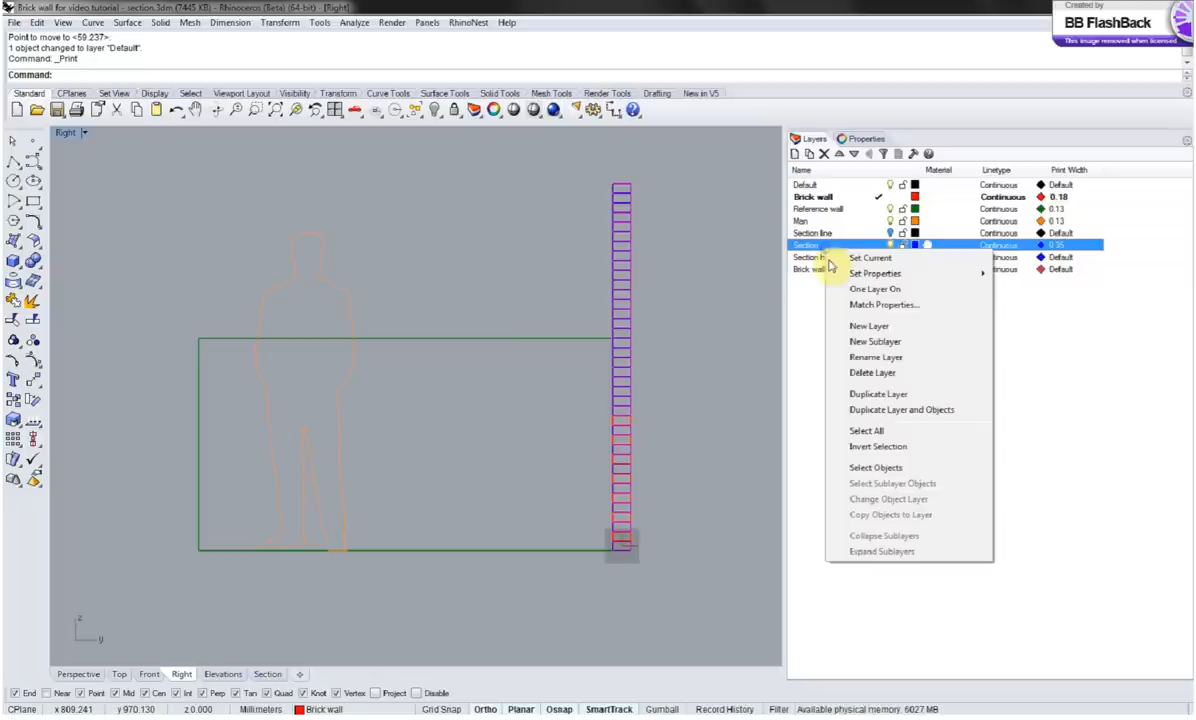 Brick wall for video tutorial - section.3dm (7445 KB) - Rhinoceros (Beta) (64-bit) - [Right]
Created by
BB FlashBack
This image removed when licensed
File Edit View Curve Surface Solid Mesh Dimension Transform Tools Analyze Render Panels RhinoNest Help
Point to move to <59.237>:
1 object changed to layer "Default".
Command: _Print
Command:
Standard CPlanes Set View Display Select Viewport Layout Visibility Transform Curve Tools Surface Tools Solid Tools Mesh Tools Render Tools Drafting New in V5
Right
Layers Properties
Name Material Linetype Print Width
Default Continuous Default
Brick wall Continuous 0.18
Reference wall Continuous 0.13
Man Continuous 0.13
Section line Continuous Default
Section Continuous 0.35
Section Default
Brick wall Default
Set Current
Set Properties
One Layer On
Match Properties...
New Layer
New Sublayer
Rename Layer
Delete Layer
Duplicate Layer
Duplicate Layer and Objects
Select All
Invert Selection
Select Objects
Select Sublayer Objects
Change Object Layer
Copy Objects to Layer
Collapse Sublayers
Expand Sublayers
z
y
Perspective Top Front Right Elevations Section
End Near Point Mid Cen Int Perp Tan Quad Knot Vertex Project Disable
CPlane x 809.241 y 970.130 z 0.000 Millimeters Brick wall Grid Snap Ortho Planar Osnap SmartTrack Gumball Record History Filter Available physical memory: 6027 MB